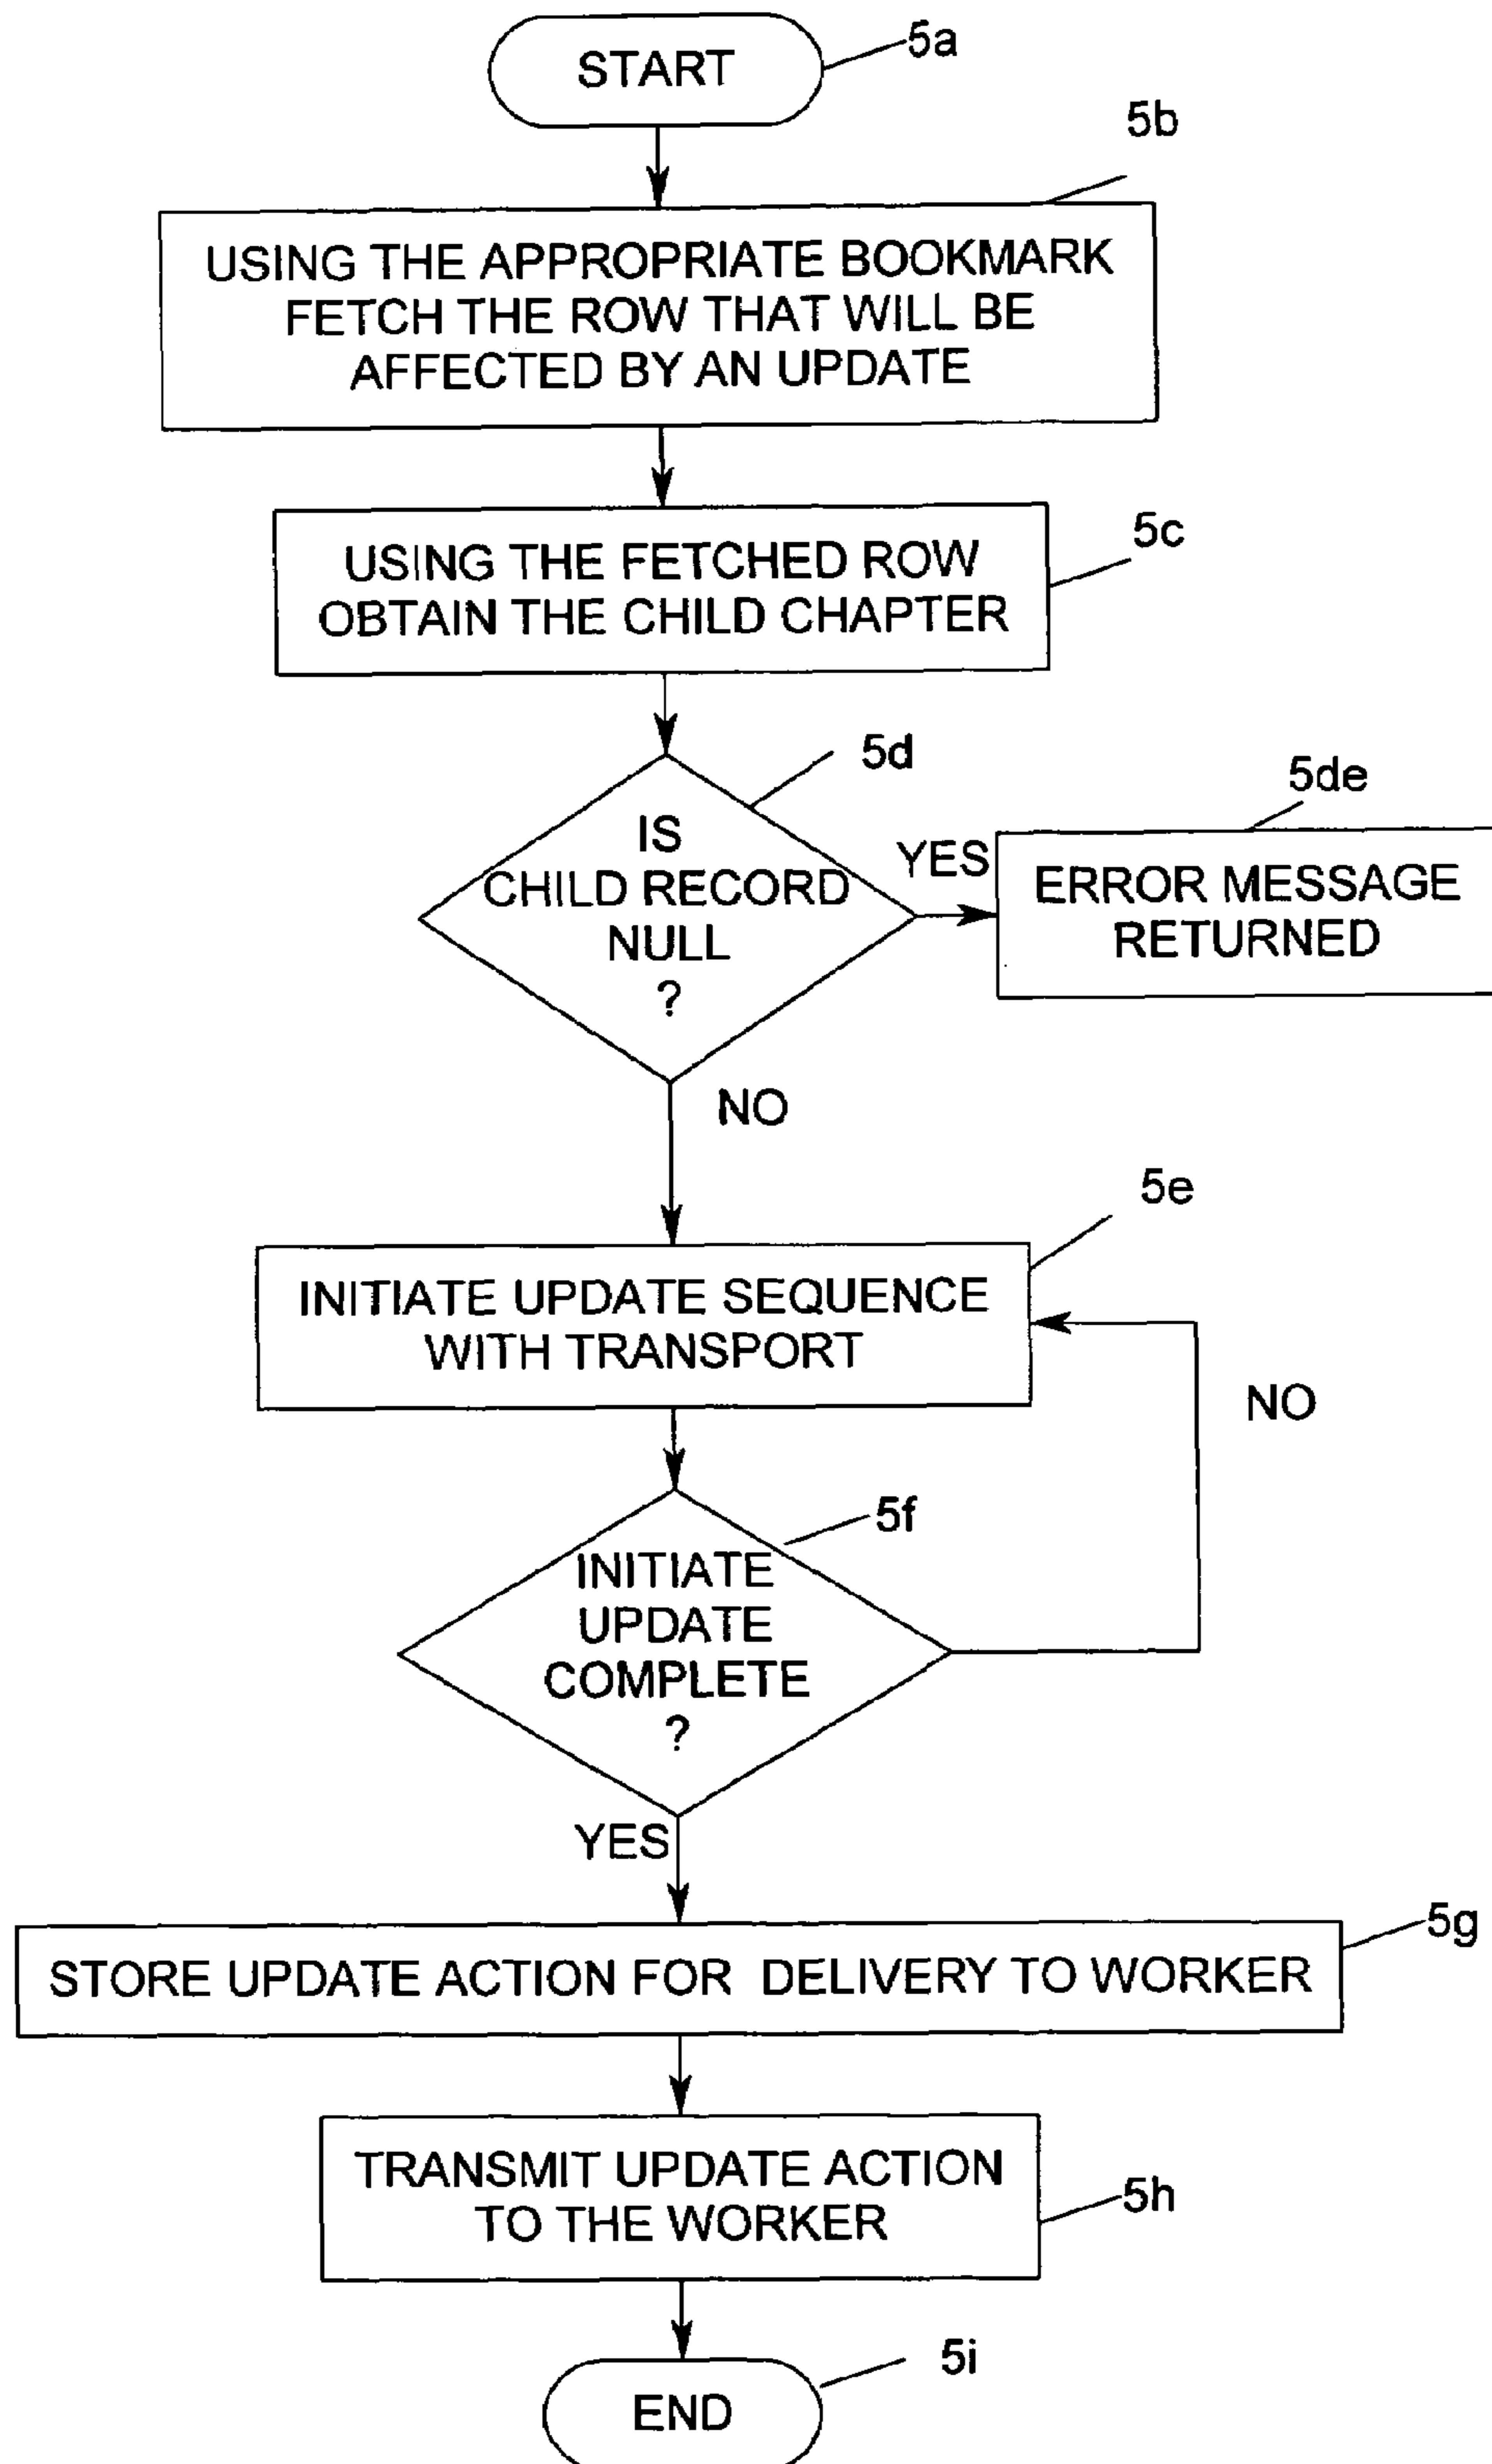 START
5a
5b
USING THE APPROPRIATE BOOKMARK
FETCH THE ROW THAT WILL BE
AFFECTED BY AN UPDATE
5c
USING THE FETCHED ROW
OBTAIN THE CHILD CHAPTER
5d
IS
CHILD RECORD
NULL
?
YES
5de
ERROR MESSAGE
RETURNED
NO
5e
INITIATE UPDATE SEQUENCE
WITH TRANSPORT
NO
5f
INITIATE
UPDATE
COMPLETE
?
YES
5g
STORE UPDATE ACTION FOR DELIVERY TO WORKER
TRANSMIT UPDATE ACTION
TO THE WORKER
5h
5i
END